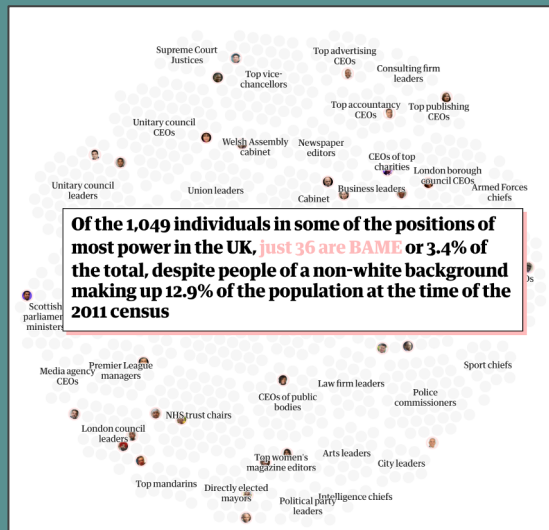 Supreme Court
Justices
Top advertising
CEOs
Consulting firm
leaders
Top vice-
chancellors
Top accountancy
CEOs
Top publishing
CEOs
Unitary council
CEOs
Welsh Assembly
cabinet
Newspaper
editors
CEOs of top
charities
London borough
council CEOs
Unitary council
leaders
Union leaders
Cabinet
Business leaders
Armed Forces
chiefs
Of the 1,049 individuals in some of the positions of
most power in the UK, just 36 are BAME or 3.4% of
the total, despite people of a non-white background
making up 12.9% of the population at the time of the
2011 census
Scottish
parliamen
ministers
Media agency
CEOs
Premier League
managers
Sport chiefs
Law firm leaders
CEOs of public
bodies
Police
commissioners
London council
leaders
NHS trust chairs
Top women's
magazine editors
Arts leaders
City leaders
Top mandarins
Directly elected
mayors
Political party
leaders
Intelligence chiefs